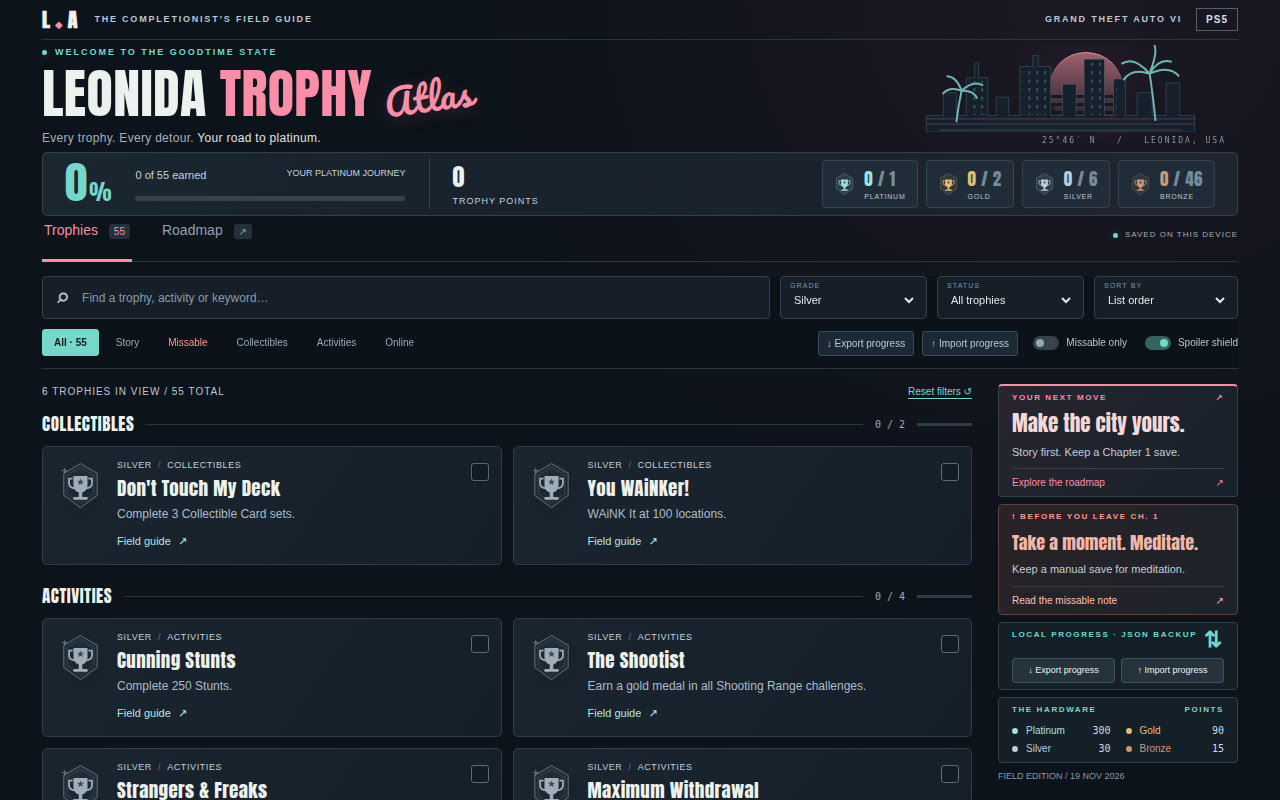 L◆A THE COMPLETIONIST'S FIELD GUIDE
GRAND THEFT AUTO VI PS5
WELCOME TO THE GOODTIME STATE
LEONIDA TROPHY Atlas
Every trophy. Every detour. Your road to platinum.
25°46′ N / LEONIDA, USA
0%
0 of 55 earned YOUR PLATINUM JOURNEY
0
TROPHY POINTS
0 / 1
PLATINUM
0 / 2
GOLD
0 / 6
SILVER
0 / 46
BRONZE
Trophies 55
Roadmap ↗
SAVED ON THIS DEVICE
Find a trophy, activity or keyword…
GRADE
Silver
STATUS
All trophies
SORT BY
List order
All · 55 Story Missable Collectibles Activities Online
↓ Export progress ↑ Import progress Missable only Spoiler shield
6 TROPHIES IN VIEW / 55 TOTAL
Reset filters ↺
COLLECTIBLES 0 / 2
SILVER / COLLECTIBLES
Don't Touch My Deck
Complete 3 Collectible Card sets.
Field guide ↗
SILVER / COLLECTIBLES
You WAiNKer!
WAiNK It at 100 locations.
Field guide ↗
ACTIVITIES 0 / 4
SILVER / ACTIVITIES
Cunning Stunts
Complete 250 Stunts.
Field guide ↗
SILVER / ACTIVITIES
The Shootist
Earn a gold medal in all Shooting Range challenges.
Field guide ↗
SILVER / ACTIVITIES
Strangers & Freaks
SILVER / ACTIVITIES
Maximum Withdrawal
YOUR NEXT MOVE ↗
Make the city yours.
Story first. Keep a Chapter 1 save.
Explore the roadmap ↗
! BEFORE YOU LEAVE CH. 1
Take a moment. Meditate.
Keep a manual save for meditation.
Read the missable note ↗
LOCAL PROGRESS · JSON BACKUP ⇅
↓ Export progress ↑ Import progress
THE HARDWARE POINTS
Platinum 300 Gold 90
Silver 30 Bronze 15
FIELD EDITION / 19 NOV 2026